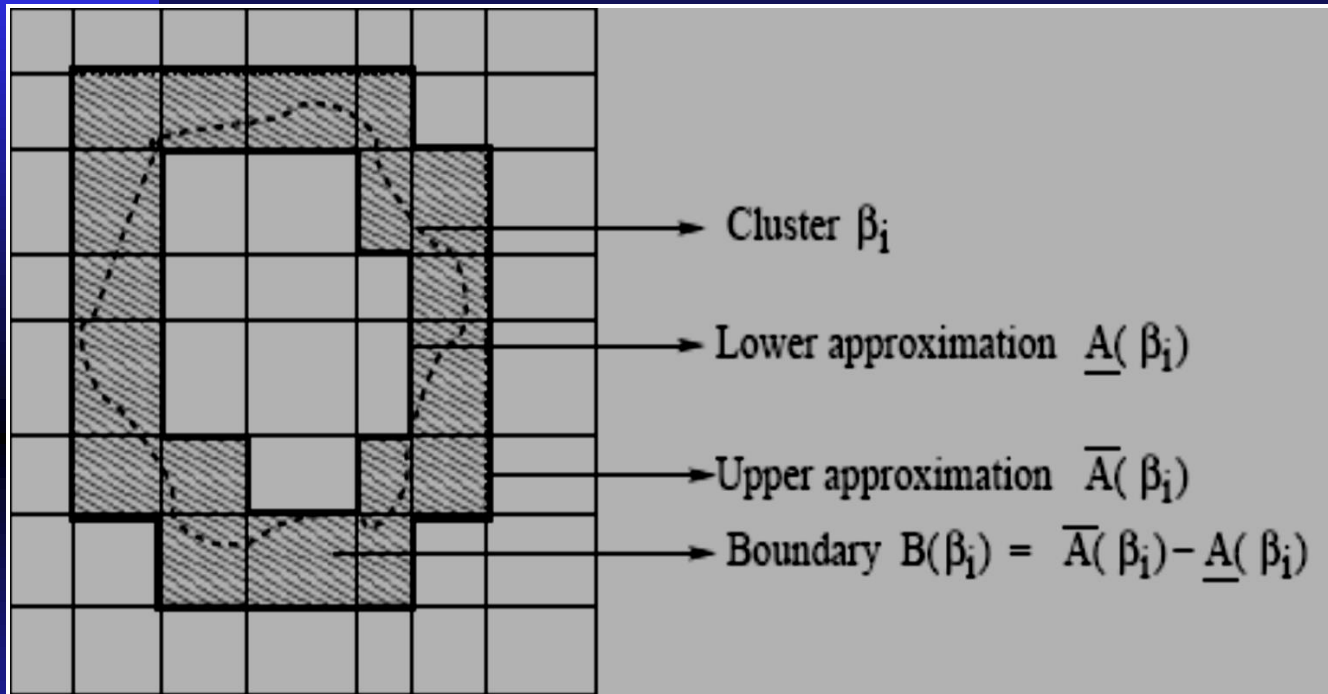 Cluster βi
Lower approximation A̲( βi)
Upper approximation A̅( βi)
Boundary B(βi) = A̅( βi)− A̲( βi)